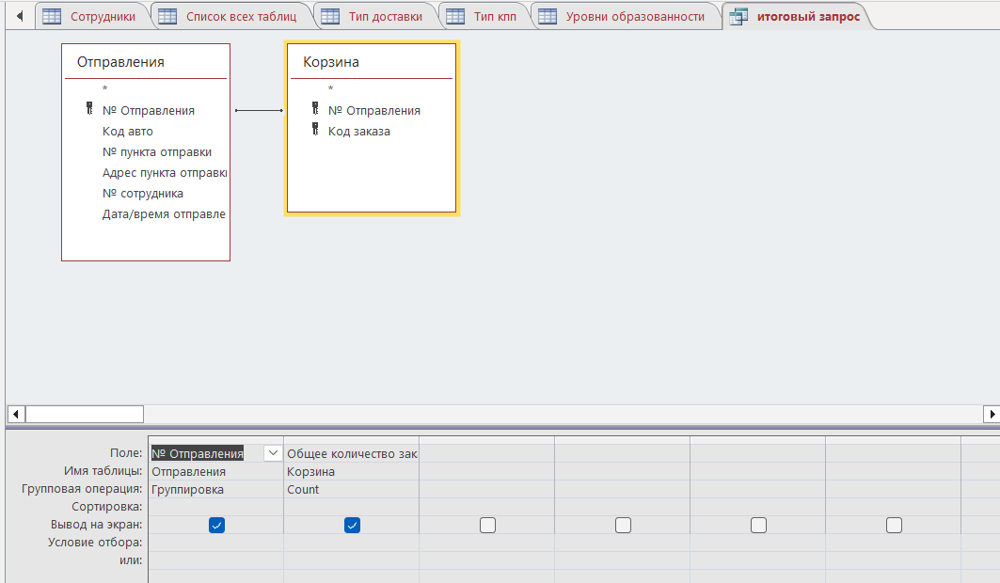 Сотрудники Список всех таблиц Тип доставки Тип кпп Уровни образованности итоговый запрос
Отправления
*
№ Отправления
Код авто
№ пункта отправки
Адрес пункта отправки
№ сотрудника
Дата/время отправле
Корзина
*
№ Отправления
Код заказа
Поле: № Отправления Общее количество зак
Имя таблицы: Отправления Корзина
Групповая операция: Группировка Count
Сортировка:
Вывод на экран:
Условие отбора:
или: